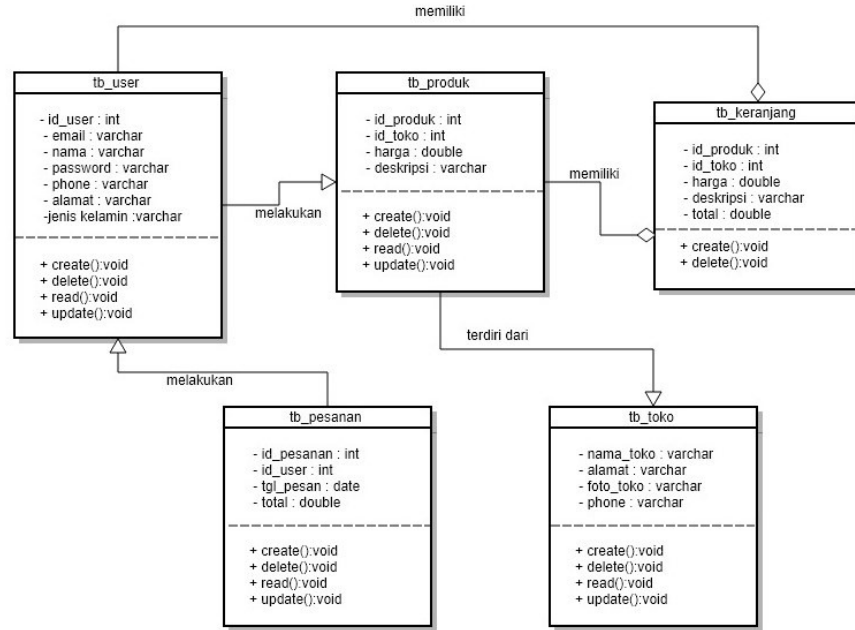 memiliki
tb_user
- id_user : int
- email : varchar
- nama : varchar
- password : varchar
- phone : varchar
- alamat : varchar
-jenis kelamin :varchar
+ create():void
+ delete():void
+ read():void
+ update():void
melakukan
tb_produk
- id_produk : int
- id_toko : int
- harga : double
- deskripsi : varchar
+ create():void
+ delete():void
+ read():void
+ update():void
memiliki
tb_keranjang
- id_produk : int
- id_toko : int
- harga : double
- deskripsi : varchar
- total : double
+ create():void
+ delete():void
melakukan
terdiri dari
tb_pesanan
- id_pesanan : int
- id_user : int
- tgl_pesan : date
- total : double
+ create():void
+ delete():void
+ read():void
+ update():void
tb_toko
- nama_toko : varchar
- alamat : varchar
- foto_toko : varchar
- phone : varchar
+ create():void
+ delete():void
+ read():void
+ update():void